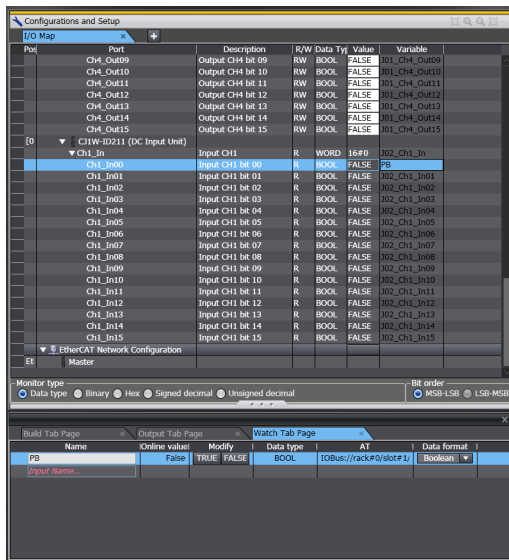 Configurations and Setup
I/O Map × +
Pos Port Description R/W Data Typ Value Variable
Ch4_Out09 Output CH4 bit 09 RW BOOL FALSE J01_Ch4_Out09
Ch4_Out10 Output CH4 bit 10 RW BOOL FALSE J01_Ch4_Out10
Ch4_Out11 Output CH4 bit 11 RW BOOL FALSE J01_Ch4_Out11
Ch4_Out12 Output CH4 bit 12 RW BOOL FALSE J01_Ch4_Out12
Ch4_Out13 Output CH4 bit 13 RW BOOL FALSE J01_Ch4_Out13
Ch4_Out14 Output CH4 bit 14 RW BOOL FALSE J01_Ch4_Out14
Ch4_Out15 Output CH4 bit 15 RW BOOL FALSE J01_Ch4_Out15
[0 ▼ CJ1W-ID211 (DC Input Unit)
▼ Ch1_In Input CH1 R WORD 16#0 J02_Ch1_In
Ch1_In00 Input CH1 bit 00 R BOOL FALSE PB
Ch1_In01 Input CH1 bit 01 R BOOL FALSE J02_Ch1_In01
Ch1_In02 Input CH1 bit 02 R BOOL FALSE J02_Ch1_In02
Ch1_In03 Input CH1 bit 03 R BOOL FALSE J02_Ch1_In03
Ch1_In04 Input CH1 bit 04 R BOOL FALSE J02_Ch1_In04
Ch1_In05 Input CH1 bit 05 R BOOL FALSE J02_Ch1_In05
Ch1_In06 Input CH1 bit 06 R BOOL FALSE J02_Ch1_In06
Ch1_In07 Input CH1 bit 07 R BOOL FALSE J02_Ch1_In07
Ch1_In08 Input CH1 bit 08 R BOOL FALSE J02_Ch1_In08
Ch1_In09 Input CH1 bit 09 R BOOL FALSE J02_Ch1_In09
Ch1_In10 Input CH1 bit 10 R BOOL FALSE J02_Ch1_In10
Ch1_In11 Input CH1 bit 11 R BOOL FALSE J02_Ch1_In11
Ch1_In12 Input CH1 bit 12 R BOOL FALSE J02_Ch1_In12
Ch1_In13 Input CH1 bit 13 R BOOL FALSE J02_Ch1_In13
Ch1_In14 Input CH1 bit 14 R BOOL FALSE J02_Ch1_In14
Ch1_In15 Input CH1 bit 15 R BOOL FALSE J02_Ch1_In15
▼ EtherCAT Network Configuration
Et Master
Monitor type Bit order
Data type Binary Hex Signed decimal Unsigned decimal MSB-LSB LSB-MSB
Build Tab Page × Output Tab Page × Watch Tab Page ×
Name Online value Modify Data type AT Data format
PB False TRUE FALSE BOOL IOBus://rack#0/slot#1/ Boolean ▼
Input Name...